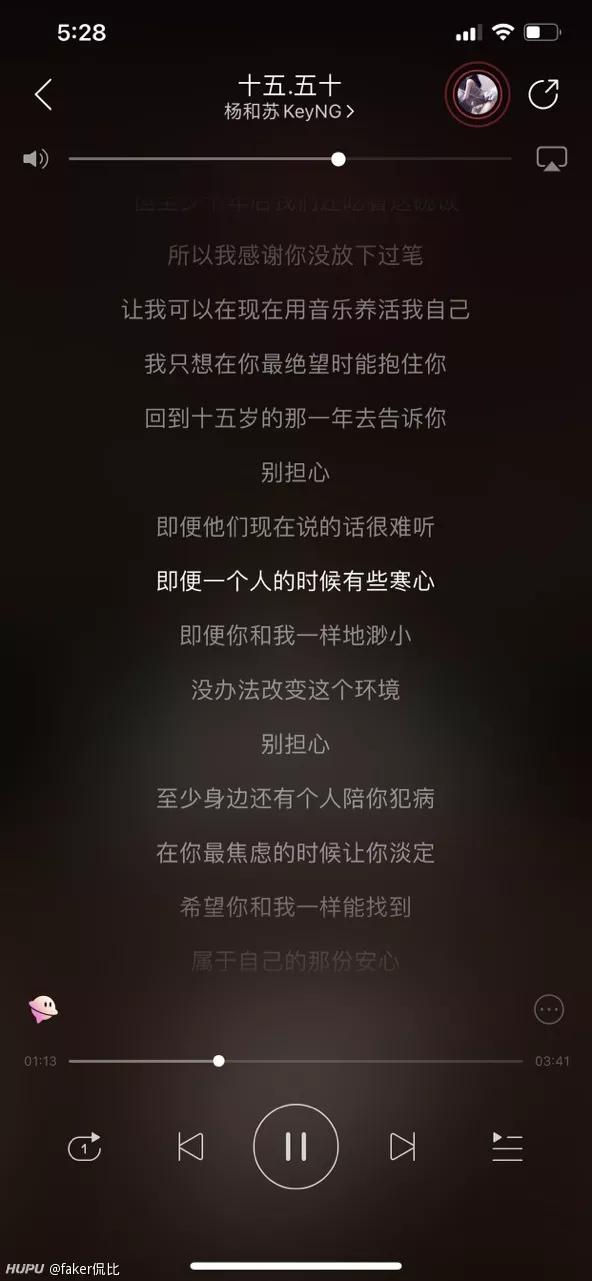 5:28
十五.五十
杨和苏KeyNG
所以我感谢你没放下过笔
让我可以在现在用音乐养活我自己
我只想在你最绝望时能抱住你
回到十五岁的那一年去告诉你
别担心
即便他们现在说的话很难听
即便一个人的时候有些寒心
即便你和我一样地渺小
没办法改变这个环境
别担心
至少身边还有个人陪你犯病
在你最焦虑的时候让你淡定
希望你和我一样能找到
属于自己的那份安心
01:13
03:41
1
HUPU @faker侃比